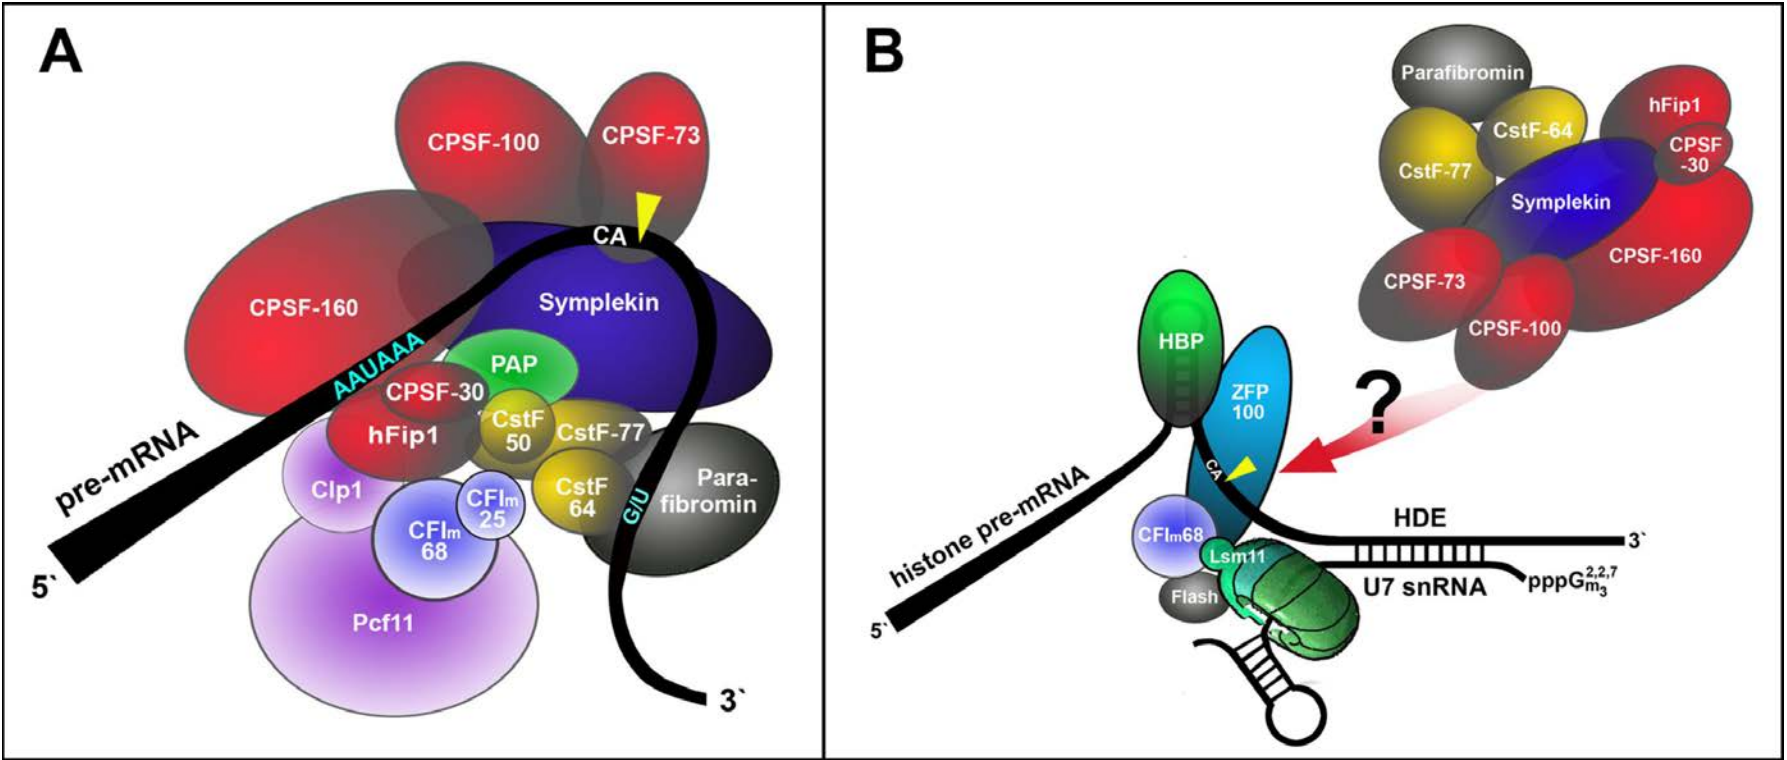 A
CPSF-100
CPSF-73
CA
CPSF-160
Symplekin
AAUAAA
PAP
CPSF-30
CstF
50
CstF-77
hFip1
pre-mRNA
Clp1
CFIm
25
CFIm
68
CstF
64
G/U
Para-
fibromin
5`
Pcf11
3`
B
Parafibromin
hFip1
CstF-64
CPSF
-30
CstF-77
Symplekin
CPSF-160
CPSF-73
CPSF-100
HBP
?
ZFP
100
CA
histone pre-mRNA
HDE
3`
CFIm68
Lsm11
U7 snRNA
pppG2,2,7m3
Flash
5`